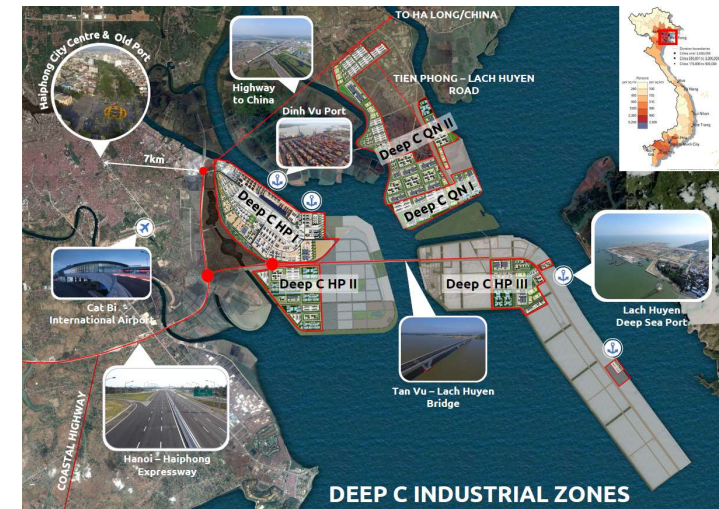 TO HA LONG/CHINA
Haiphong City Centre & Old Port
Highway
to China
TIEN PHONG – LACH HUYEN
ROAD
Dinh Vu Port
7km
Deep C QN II
Deep C QN I
Deep C HP I
Deep C HP II
Deep C HP III
Cat Bi
International Airport
Lach Huyen
Deep Sea Port
Tan Vu – Lach Huyen
Bridge
COASTAL HIGHWAY
Hanoi – Haiphong
Expressway
DEEP C INDUSTRIAL ZONES